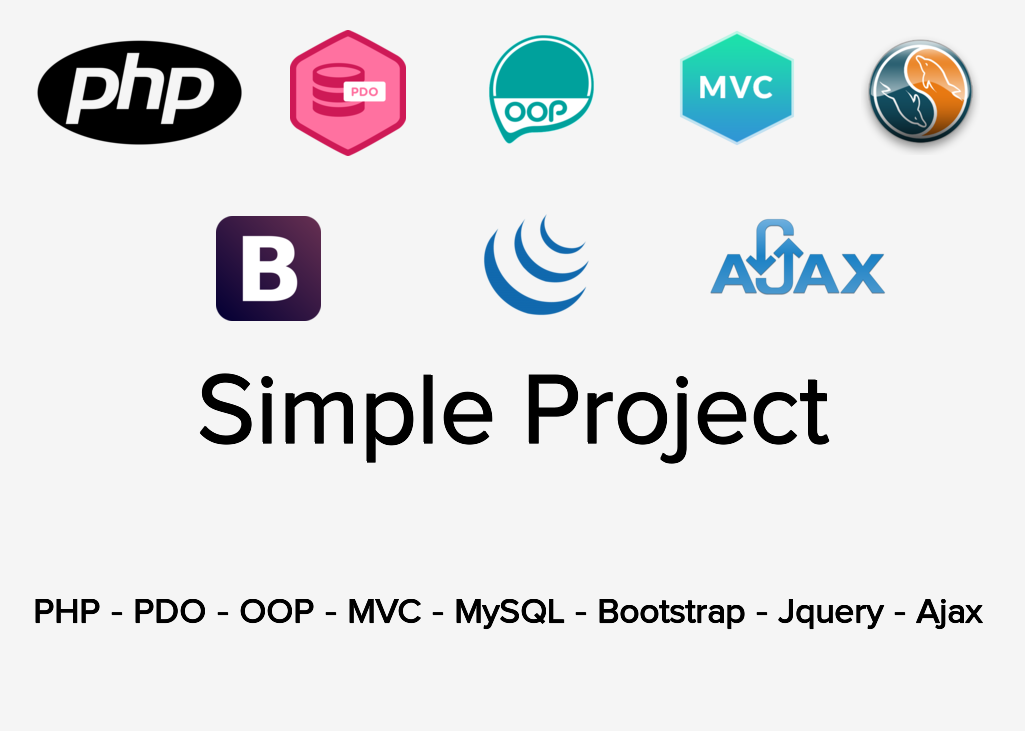 php PDO OOP MVC
B AJAX
Simple Project
PHP - PDO - OOP - MVC - MySQL - Bootstrap - Jquery - Ajax